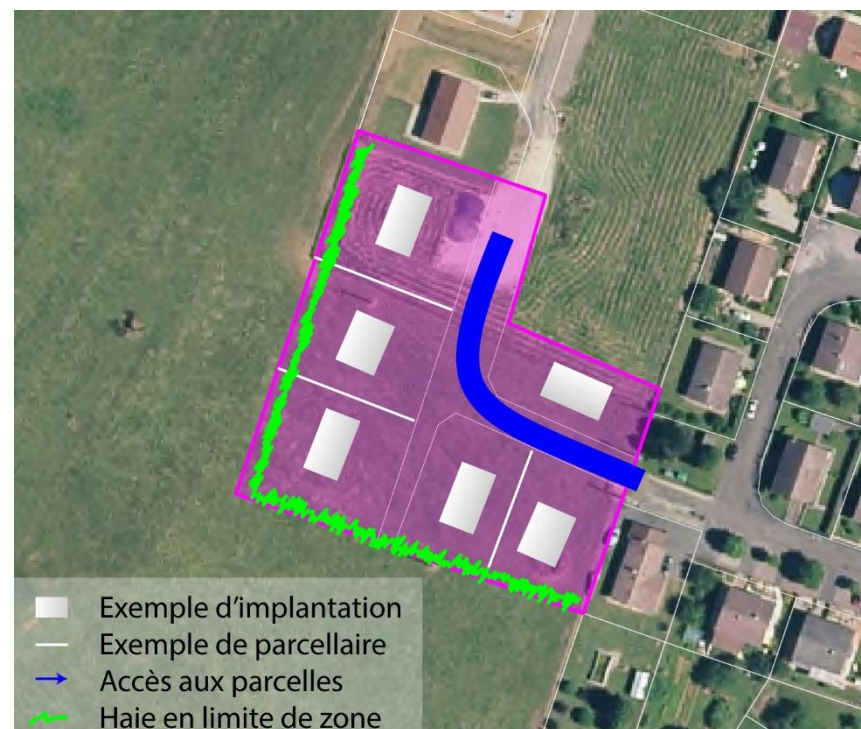 Exemple d’implantation
Exemple de parcellaire
Accès aux parcelles
Haie en limite de zone